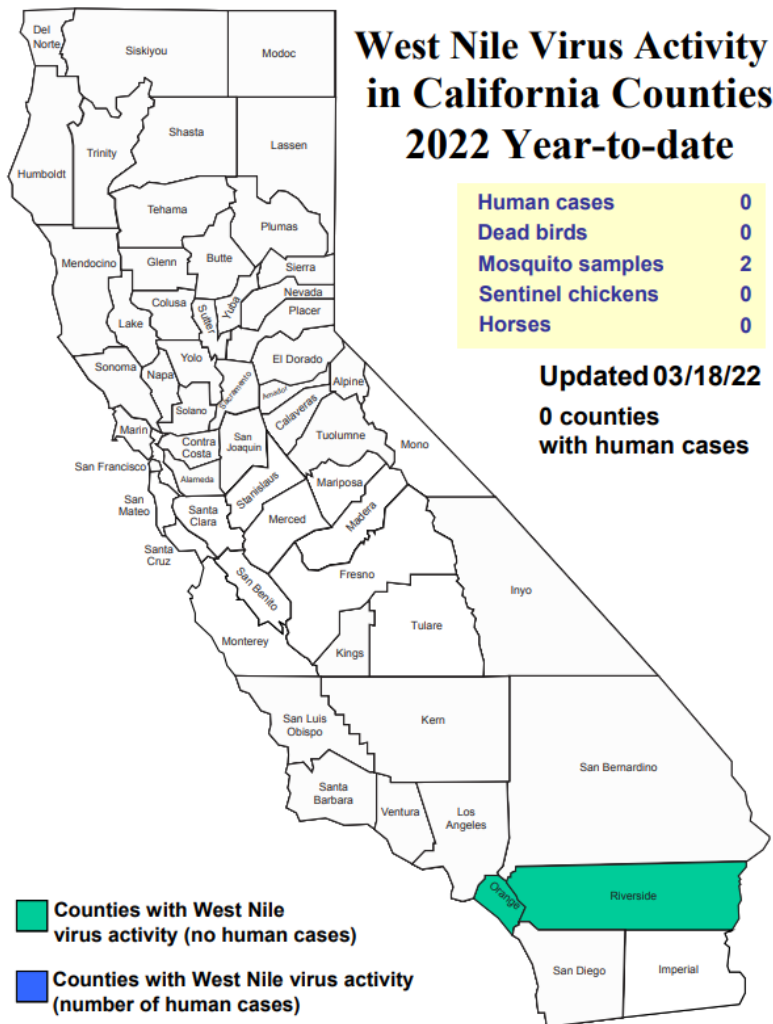 West Nile Virus Activity
in California Counties
2022 Year-to-date
Human cases 0
Dead birds 0
Mosquito samples 2
Sentinel chickens 0
Horses 0
Updated 03/18/22
0 counties
with human cases
Del
Norte
Siskiyou
Modoc
Humboldt
Trinity
Shasta
Lassen
Tehama
Plumas
Mendocino
Glenn
Butte
Sierra
Colusa
Sutter
Yuba
Nevada
Placer
Lake
Sonoma
Napa
Yolo
Sacramento
El Dorado
Amador
Alpine
Solano
Calaveras
Marin
Contra
Costa
San
Joaquin
Tuolumne
Mono
San Francisco
Alameda
Stanislaus
Mariposa
San
Mateo
Santa
Clara
Merced
Madera
Santa
Cruz
San Benito
Fresno
Inyo
Monterey
Kings
Tulare
San Luis
Obispo
Kern
San Bernardino
Santa
Barbara
Ventura
Los
Angeles
Orange
Riverside
San Diego
Imperial
Counties with West Nile
virus activity (no human cases)
Counties with West Nile virus activity
(number of human cases)